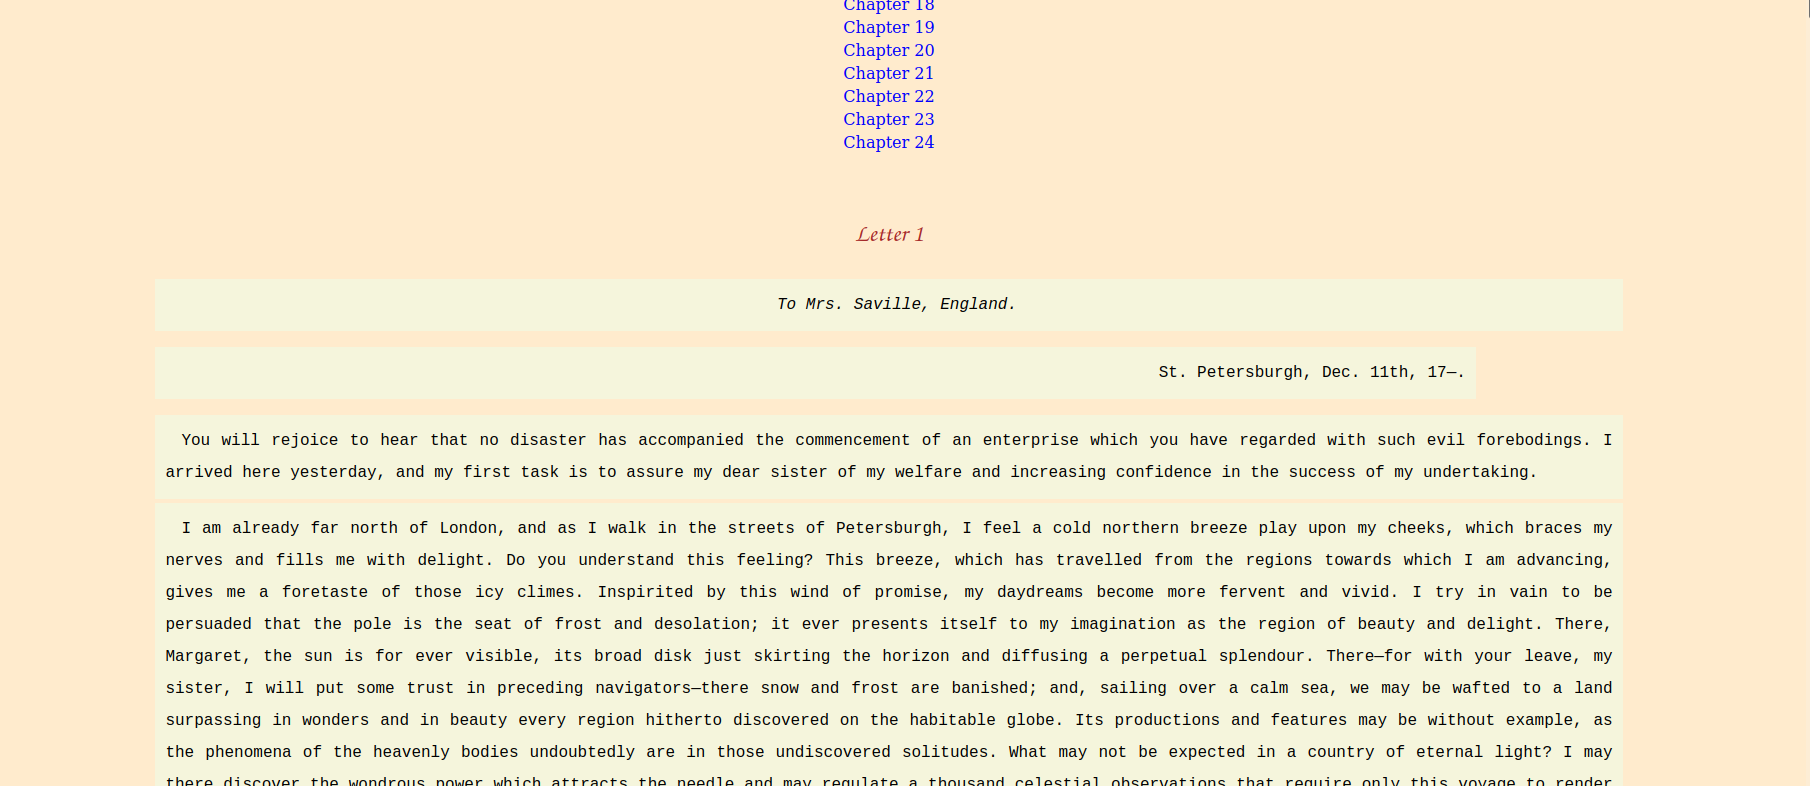 Chapter 18
Chapter 19
Chapter 20
Chapter 21
Chapter 22
Chapter 23
Chapter 24
Letter 1
To Mrs. Saville, England.
St. Petersburgh, Dec. 11th, 17—.
You will rejoice to hear that no disaster has accompanied the commencement of an enterprise which you have regarded with such evil forebodings. I
arrived here yesterday, and my first task is to assure my dear sister of my welfare and increasing confidence in the success of my undertaking.
I am already far north of London, and as I walk in the streets of Petersburgh, I feel a cold northern breeze play upon my cheeks, which braces my
nerves and fills me with delight. Do you understand this feeling? This breeze, which has travelled from the regions towards which I am advancing,
gives me a foretaste of those icy climes. Inspirited by this wind of promise, my daydreams become more fervent and vivid. I try in vain to be
persuaded that the pole is the seat of frost and desolation; it ever presents itself to my imagination as the region of beauty and delight. There,
Margaret, the sun is for ever visible, its broad disk just skirting the horizon and diffusing a perpetual splendour. There—for with your leave, my
sister, I will put some trust in preceding navigators—there snow and frost are banished; and, sailing over a calm sea, we may be wafted to a land
surpassing in wonders and in beauty every region hitherto discovered on the habitable globe. Its productions and features may be without example, as
the phenomena of the heavenly bodies undoubtedly are in those undiscovered solitudes. What may not be expected in a country of eternal light? I may
there discover the wondrous power which attracts the needle and may regulate a thousand celestial observations that require only this voyage to render